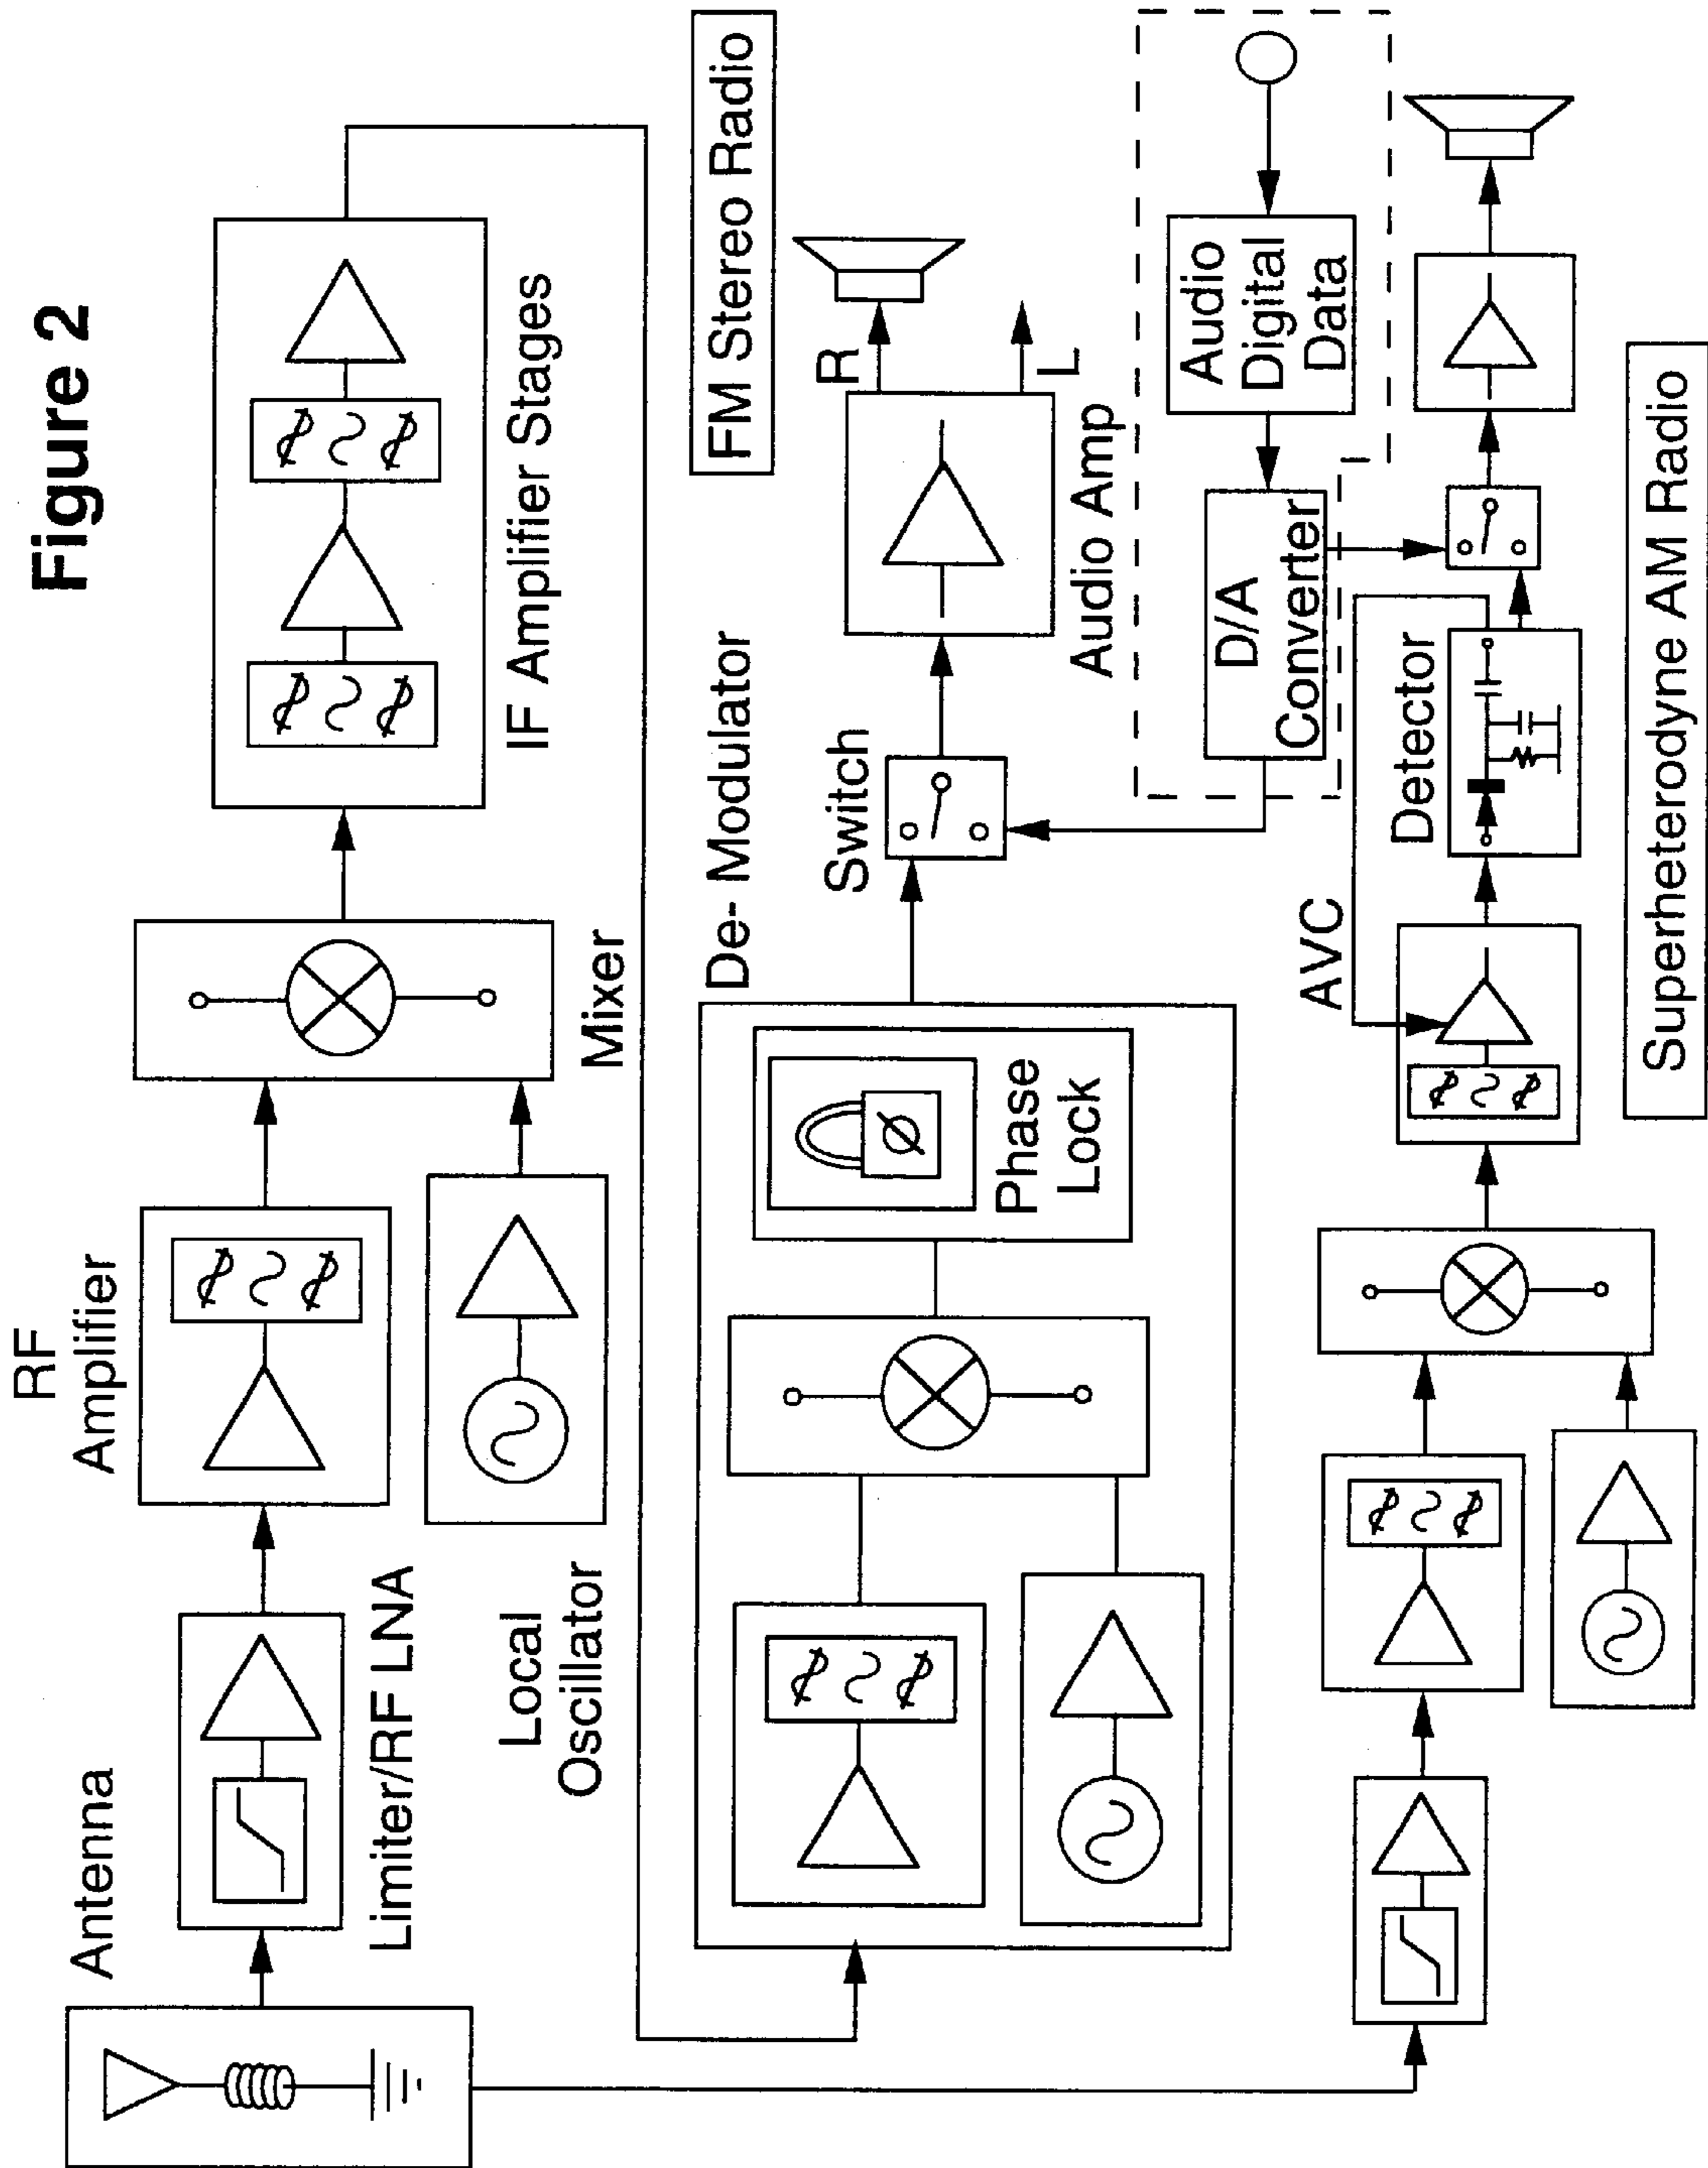 Figure 2
Antenna
Limiter/RF LNA
RF
Amplifier
Local
Oscillator
Mixer
IF Amplifier Stages
FM Stereo Radio
De- Modulator
Phase
Lock
Switch
R
L
Audio Amp
D/A
Converter
Audio
Digital
Data
AVC
Detector
Superheterodyne AM Radio